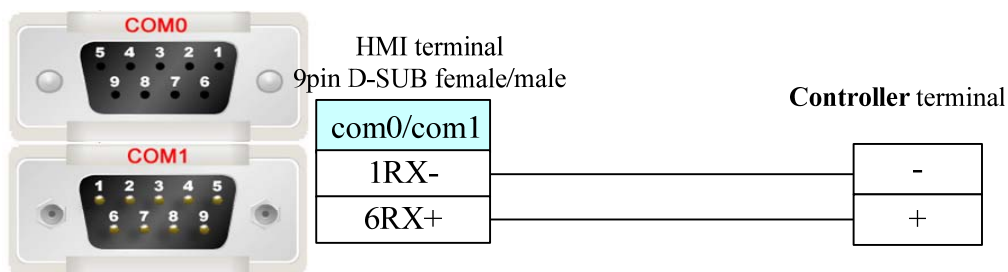 COM0
5 4 3 2 1
9 8 7 6
COM1
1 2 3 4 5
6 7 8 9
HMI terminal
9pin D-SUB female/male
com0/com1
1RX-
6RX+
Controller terminal
-
+